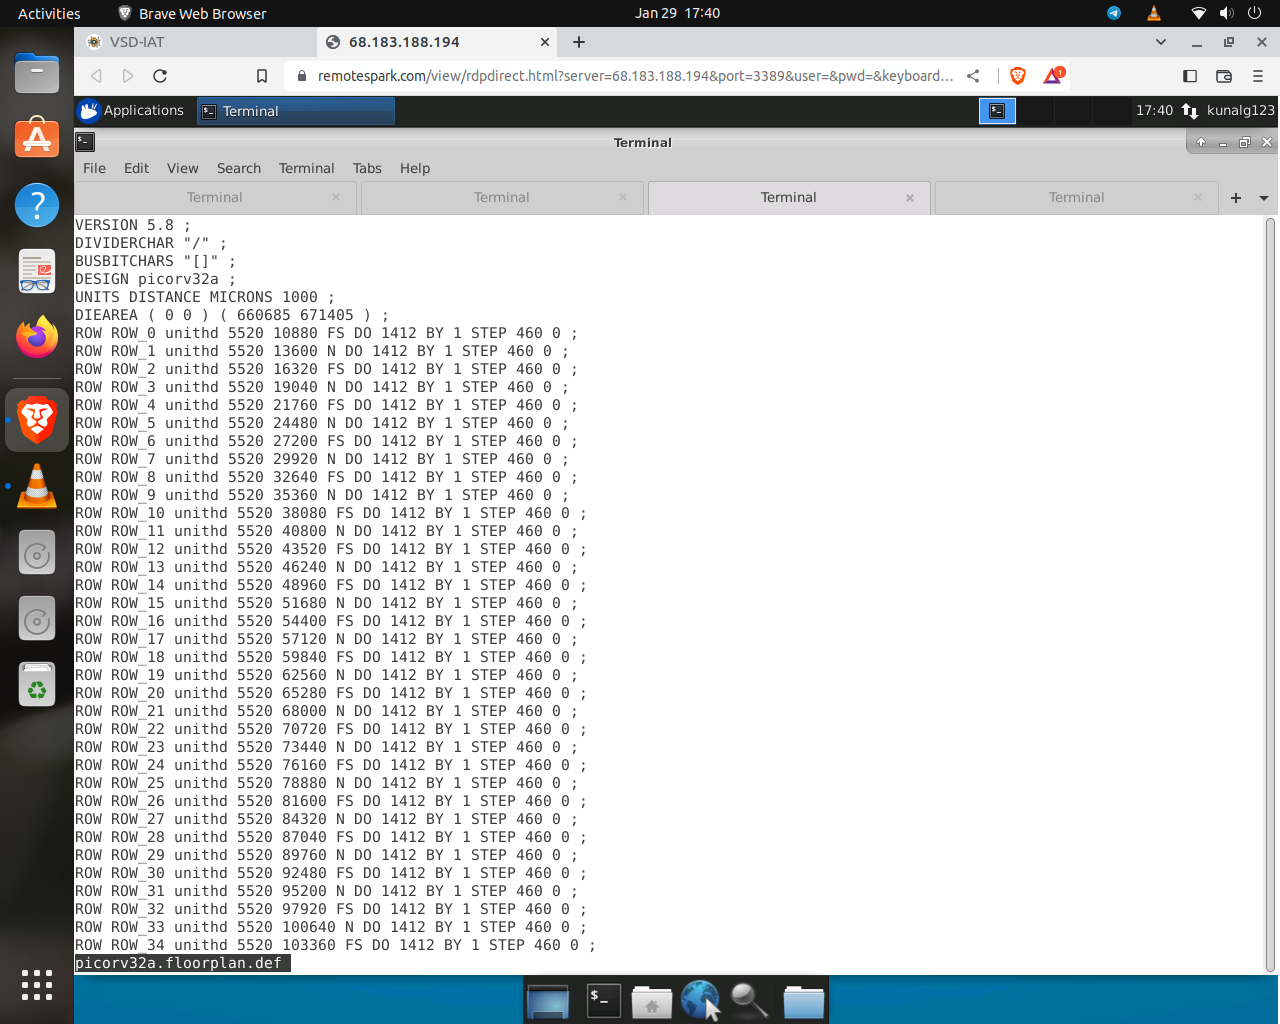 Activities
Brave Web Browser
Jan 29 17:40
VSD-IAT
68.183.188.194
remotespark.com/view/rdpdirect.html?server=68.183.188.194&port=3389&user=&pwd=&keyboard...
1
Applications
Terminal
17:40
kunalg123
Terminal
File Edit View Search Terminal Tabs Help
Terminal Terminal Terminal Terminal
VERSION 5.8 ;
DIVIDERCHAR "/" ;
BUSBITCHARS "[]" ;
DESIGN picorv32a ;
UNITS DISTANCE MICRONS 1000 ;
DIEAREA ( 0 0 ) ( 660685 671405 ) ;
ROW ROW_0 unithd 5520 10880 FS DO 1412 BY 1 STEP 460 0 ;
ROW ROW_1 unithd 5520 13600 N DO 1412 BY 1 STEP 460 0 ;
ROW ROW_2 unithd 5520 16320 FS DO 1412 BY 1 STEP 460 0 ;
ROW ROW_3 unithd 5520 19040 N DO 1412 BY 1 STEP 460 0 ;
ROW ROW_4 unithd 5520 21760 FS DO 1412 BY 1 STEP 460 0 ;
ROW ROW_5 unithd 5520 24480 N DO 1412 BY 1 STEP 460 0 ;
ROW ROW_6 unithd 5520 27200 FS DO 1412 BY 1 STEP 460 0 ;
ROW ROW_7 unithd 5520 29920 N DO 1412 BY 1 STEP 460 0 ;
ROW ROW_8 unithd 5520 32640 FS DO 1412 BY 1 STEP 460 0 ;
ROW ROW_9 unithd 5520 35360 N DO 1412 BY 1 STEP 460 0 ;
ROW ROW_10 unithd 5520 38080 FS DO 1412 BY 1 STEP 460 0 ;
ROW ROW_11 unithd 5520 40800 N DO 1412 BY 1 STEP 460 0 ;
ROW ROW_12 unithd 5520 43520 FS DO 1412 BY 1 STEP 460 0 ;
ROW ROW_13 unithd 5520 46240 N DO 1412 BY 1 STEP 460 0 ;
ROW ROW_14 unithd 5520 48960 FS DO 1412 BY 1 STEP 460 0 ;
ROW ROW_15 unithd 5520 51680 N DO 1412 BY 1 STEP 460 0 ;
ROW ROW_16 unithd 5520 54400 FS DO 1412 BY 1 STEP 460 0 ;
ROW ROW_17 unithd 5520 57120 N DO 1412 BY 1 STEP 460 0 ;
ROW ROW_18 unithd 5520 59840 FS DO 1412 BY 1 STEP 460 0 ;
ROW ROW_19 unithd 5520 62560 N DO 1412 BY 1 STEP 460 0 ;
ROW ROW_20 unithd 5520 65280 FS DO 1412 BY 1 STEP 460 0 ;
ROW ROW_21 unithd 5520 68000 N DO 1412 BY 1 STEP 460 0 ;
ROW ROW_22 unithd 5520 70720 FS DO 1412 BY 1 STEP 460 0 ;
ROW ROW_23 unithd 5520 73440 N DO 1412 BY 1 STEP 460 0 ;
ROW ROW_24 unithd 5520 76160 FS DO 1412 BY 1 STEP 460 0 ;
ROW ROW_25 unithd 5520 78880 N DO 1412 BY 1 STEP 460 0 ;
ROW ROW_26 unithd 5520 81600 FS DO 1412 BY 1 STEP 460 0 ;
ROW ROW_27 unithd 5520 84320 N DO 1412 BY 1 STEP 460 0 ;
ROW ROW_28 unithd 5520 87040 FS DO 1412 BY 1 STEP 460 0 ;
ROW ROW_29 unithd 5520 89760 N DO 1412 BY 1 STEP 460 0 ;
ROW ROW_30 unithd 5520 92480 FS DO 1412 BY 1 STEP 460 0 ;
ROW ROW_31 unithd 5520 95200 N DO 1412 BY 1 STEP 460 0 ;
ROW ROW_32 unithd 5520 97920 FS DO 1412 BY 1 STEP 460 0 ;
ROW ROW_33 unithd 5520 100640 N DO 1412 BY 1 STEP 460 0 ;
ROW ROW_34 unithd 5520 103360 FS DO 1412 BY 1 STEP 460 0 ;
picorv32a.floorplan.def